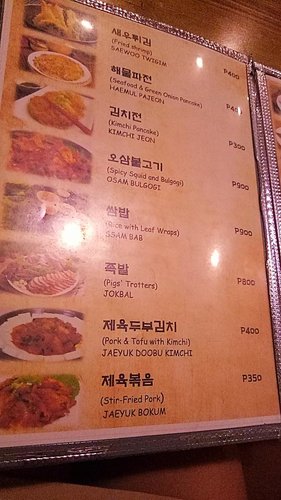 새우튀김
(Fried shrimp)
SAEWOO TWIGIM
P400
해물파전
(Seafood & Green Onion Pancake)
HAEMUL PAJEON
김치전
(Kimchi Pancake)
KIMCHI JEON
P300
오삼불고기
(Spicy Squid and Bulgogi)
OSAM BULGOGI
P900
쌈밥
(Rice with Leaf Wraps)
SSAM BAB
P900
족발
(Pigs' Trotters)
JOKBAL
P800
제육두부김치
(Pork & Tofu with Kimchi)
JAEYUK DOOBU KIMCHI
P400
제육볶음
(Stir-Fried Pork)
JAEYUK BOKUM
P350